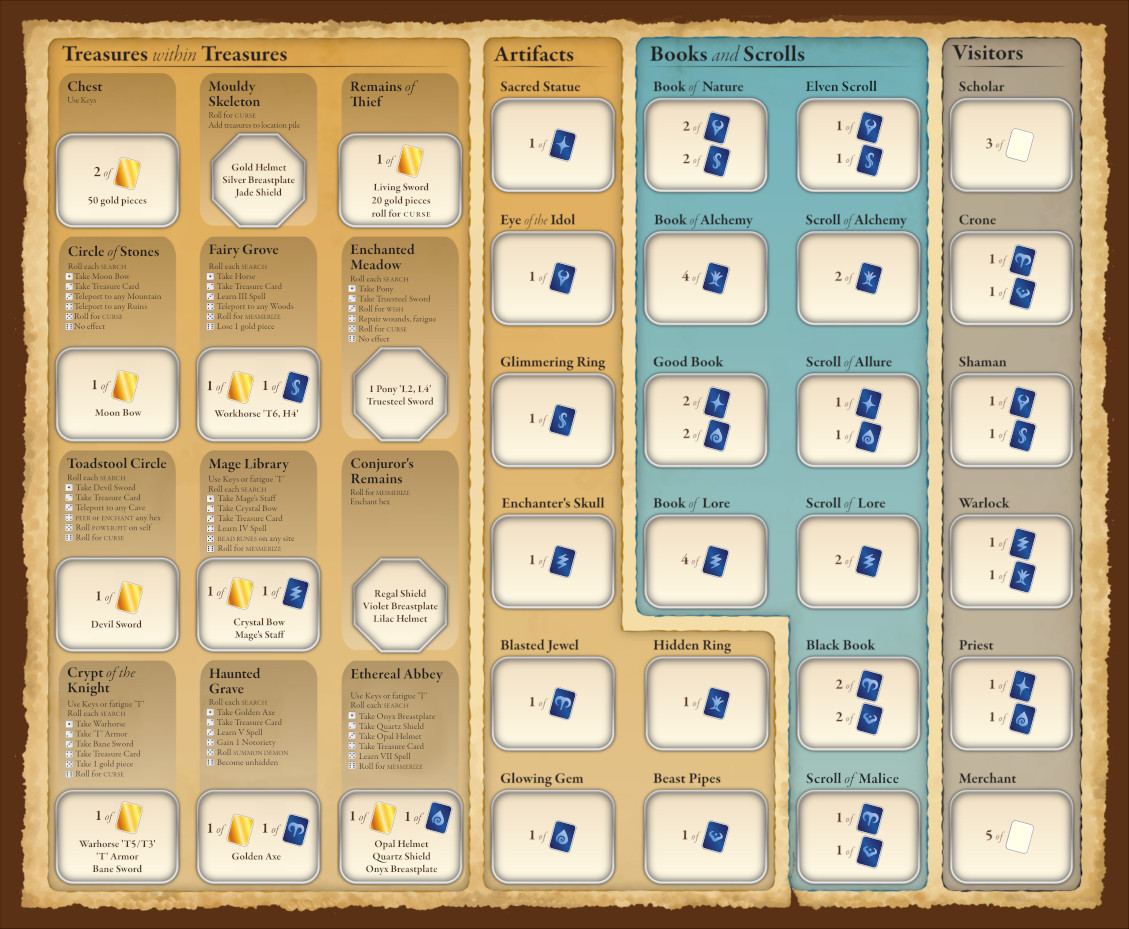 Treasures within Treasures
Chest
Use Keys
2 of
50 gold pieces
Mouldy
Skeleton
Roll for CURSE
Add treasures to location pile
Gold Helmet
Silver Breastplate
Jade Shield
Remains of
Thief
1 of
Living Sword
20 gold pieces
roll for CURSE
Circle of Stones
Roll each SEARCH
Take Moon Bow
Take Treasure Card
Teleport to any Mountain
Teleport to any Ruins
Roll for CURSE
No effect
1 of
Moon Bow
Fairy Grove
Roll each SEARCH
Take Horse
Take Treasure Card
Learn III Spell
Teleport to any Woods
Roll for MESMERIZE
Lose 1 gold piece
1 of 1 of
Workhorse 'T6, H4'
Enchanted
Meadow
Roll each SEARCH
Take Pony
Take Truesteel Sword
Roll for WISH
Repair wounds, fatigue
Roll for CURSE
No effect
1 Pony 'L2, L4'
Truesteel Sword
Toadstool Circle
Roll each SEARCH
Take Devil Sword
Take Treasure Card
Teleport to any Cave
PEER or ENCHANT any hex
Roll POWER/PIT on self
Roll for CURSE
1 of
Devil Sword
Mage Library
Use Keys or fatigue 'T'
Roll each SEARCH
Take Mage's Staff
Take Crystal Bow
Take Treasure Card
Learn IV Spell
READ RUNES on any site
Roll for MESMERIZE
1 of 1 of
Crystal Bow
Mage's Staff
Conjuror's
Remains
Roll for MESMERIZE
Enchant hex
Regal Shield
Violet Breastplate
Lilac Helmet
Crypt of the
Knight
Use Keys or fatigue 'T'
Roll each SEARCH
Take Warhorse
Take 'T' Armor
Take Bane Sword
Take Treasure Card
Take 1 gold piece
Roll for CURSE
1 of
Warhorse 'T5/T3'
'T' Armor
Bane Sword
Haunted
Grave
Roll each SEARCH
Take Golden Axe
Take Treasure Card
Learn V Spell
Gain 1 Notoriety
Roll SUMMON DEMON
Become unhidden
1 of 1 of
Golden Axe
Ethereal Abbey
Use Keys or fatigue 'T'
Roll each SEARCH
Take Onyx Breastplate
Take Quartz Shield
Take Opal Helmet
Take Treasure Card
Learn VII Spell
Roll for MESMERIZE
1 of 1 of
Opal Helmet
Quartz Shield
Onyx Breastplate
Artifacts
Sacred Statue
1 of
Eye of the Idol
1 of
Glimmering Ring
1 of
Enchanter's Skull
1 of
Blasted Jewel
1 of
Hidden Ring
1 of
Glowing Gem
1 of
Beast Pipes
1 of
Books and Scrolls
Book of Nature
2 of
2 of
Elven Scroll
1 of
1 of
Book of Alchemy
4 of
Scroll of Alchemy
2 of
Good Book
2 of
2 of
Scroll of Allure
1 of
1 of
Book of Lore
4 of
Scroll of Lore
2 of
Black Book
2 of
2 of
Scroll of Malice
1 of
1 of
Visitors
Scholar
3 of
Crone
1 of
1 of
Shaman
1 of
1 of
Warlock
1 of
1 of
Priest
1 of
1 of
Merchant
5 of